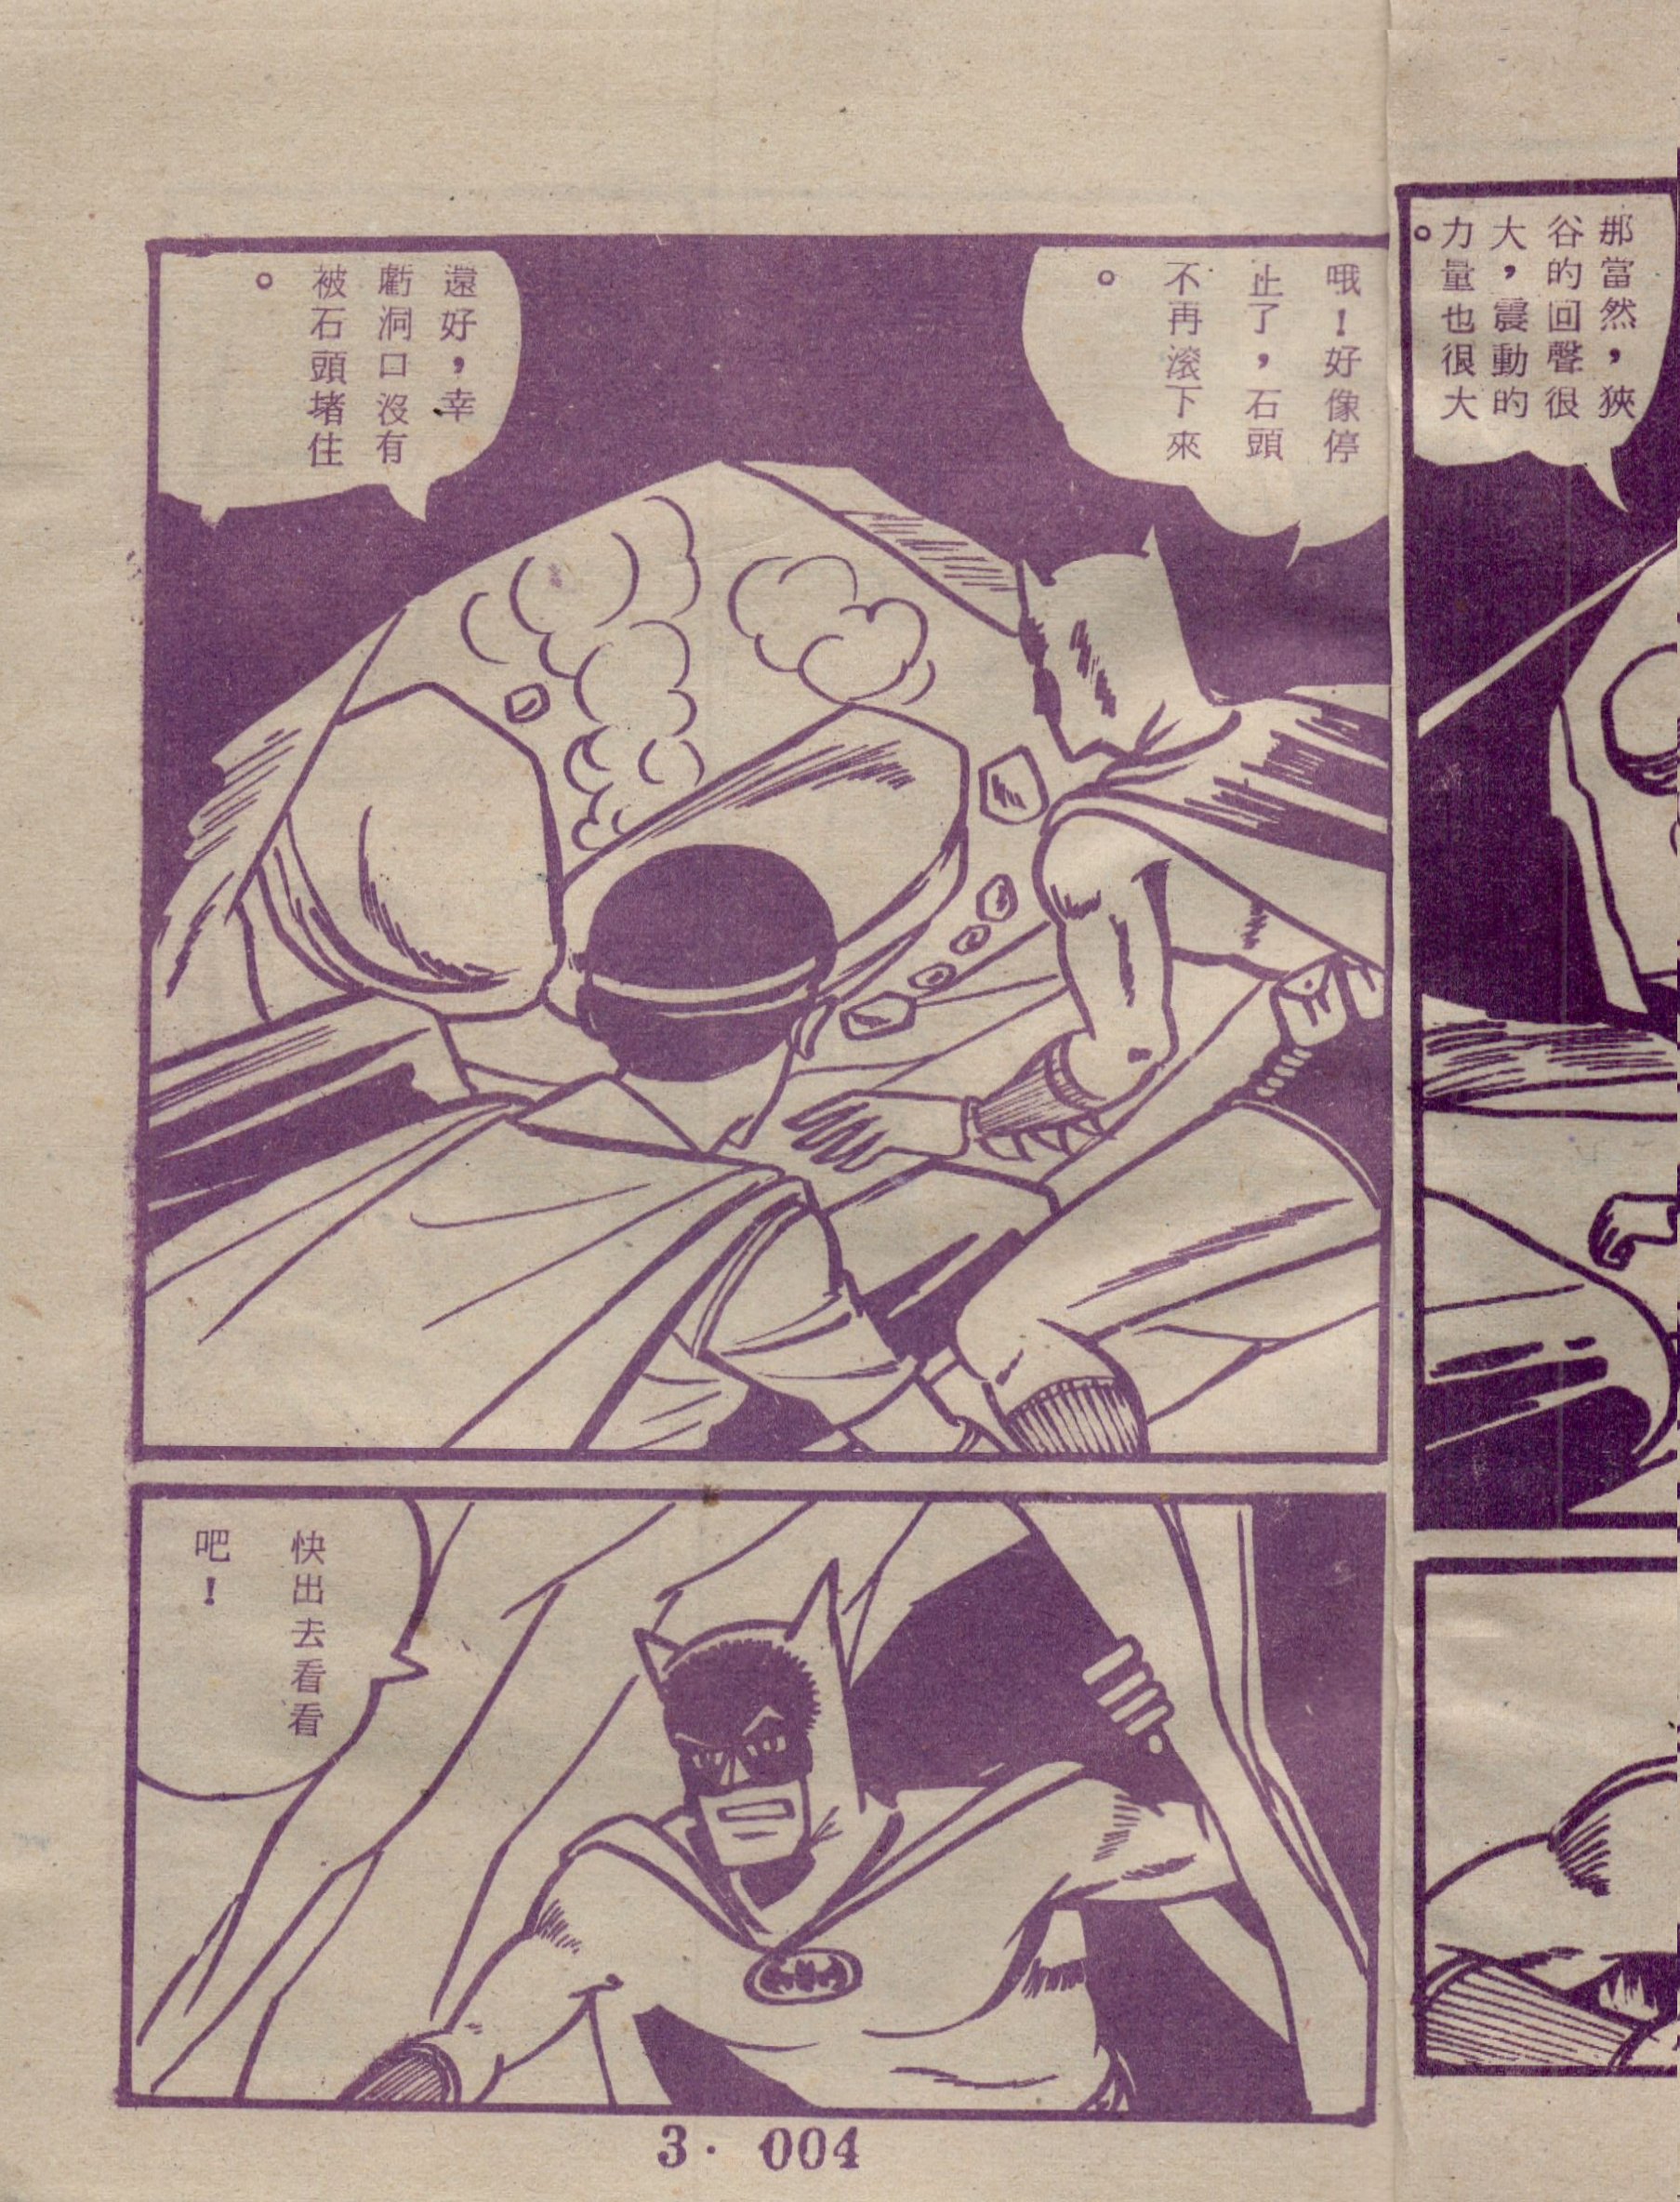 那當然，狹
谷的回聲很
大，震動的
力量也很大
。
哦！好像停
止了，石頭
不再滚下來
。
還好，幸
虧洞口沒有
被石頭堵住
。
快出去看看
吧！
3· 004